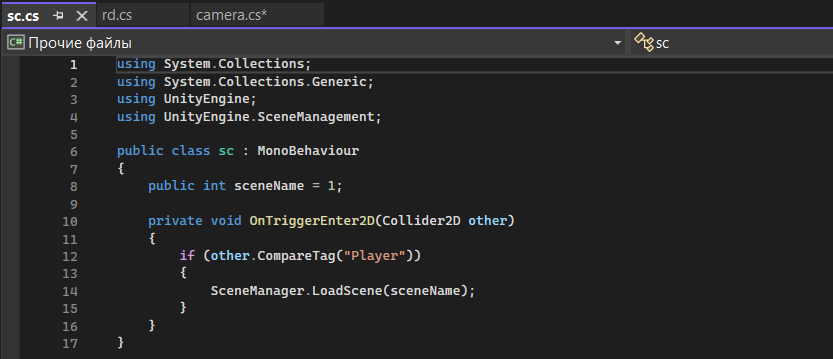 sc.cs rd.cs camera.cs*
C# Прочие файлы sc
1 using System.Collections;
2 using System.Collections.Generic;
3 using UnityEngine;
4 using UnityEngine.SceneManagement;
5
6 public class sc : MonoBehaviour
7 {
8 public int sceneName = 1;
9
10 private void OnTriggerEnter2D(Collider2D other)
11 {
12 if (other.CompareTag("Player"))
13 {
14 SceneManager.LoadScene(sceneName);
15 }
16 }
17 }